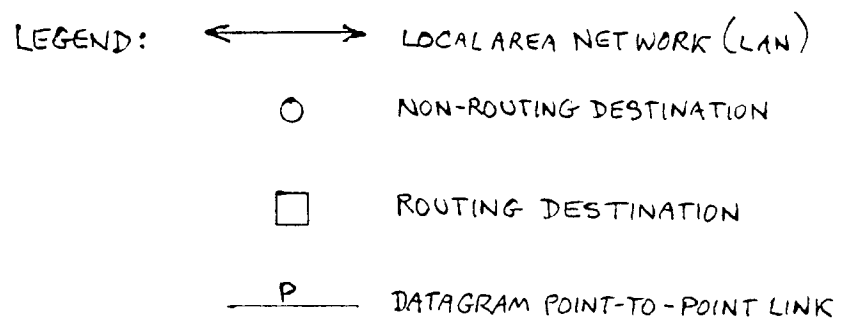 LEGEND: LOCAL AREA NETWORK (LAN)
NON-ROUTING DESTINATION
ROUTING DESTINATION
P DATAGRAM POINT-TO-POINT LINK